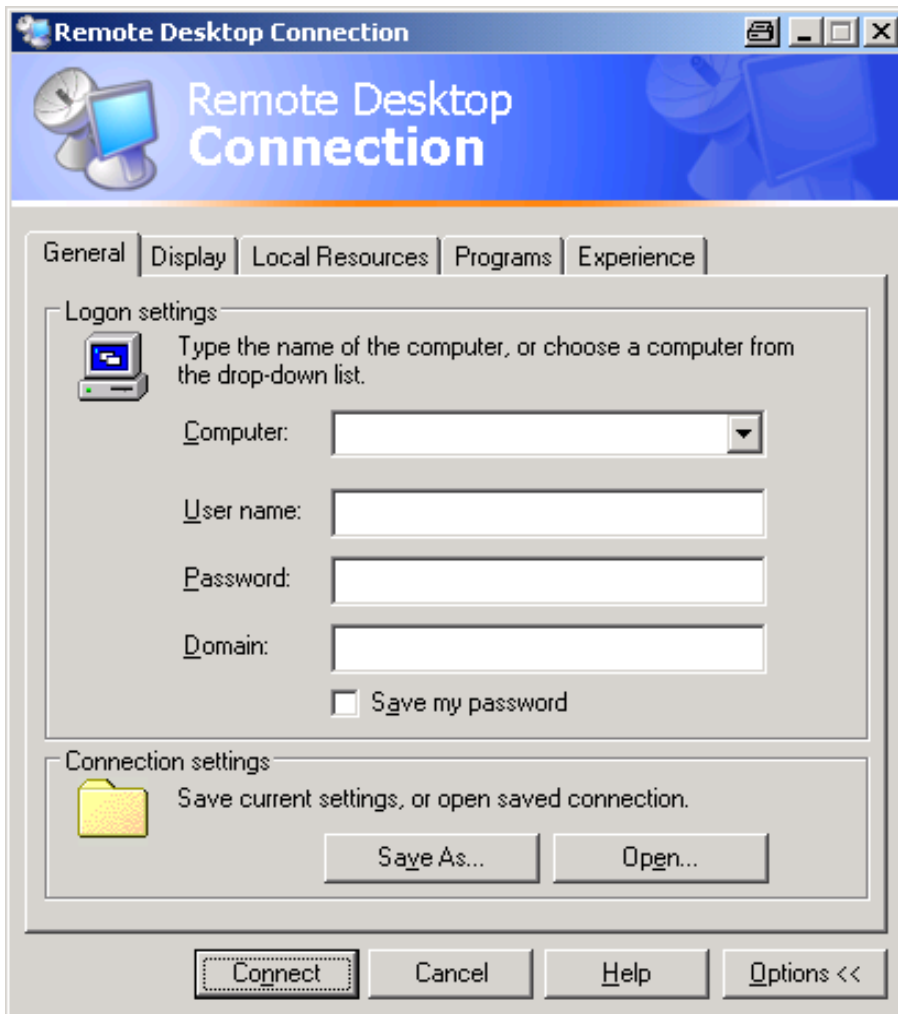 Remote Desktop Connection
Remote Desktop
Connection
General Display Local Resources Programs Experience
Logon settings
Type the name of the computer, or choose a computer from
the drop-down list.
Computer:
User name:
Password:
Domain:
Save my password
Connection settings
Save current settings, or open saved connection.
Save As... Open...
Connect Cancel Help Options <<